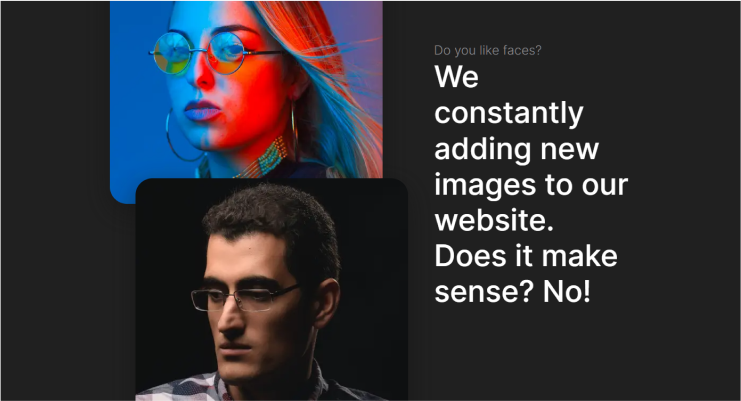 Do you like faces?
We
constantly
adding new
images to our
website.
Does it make
sense? No!